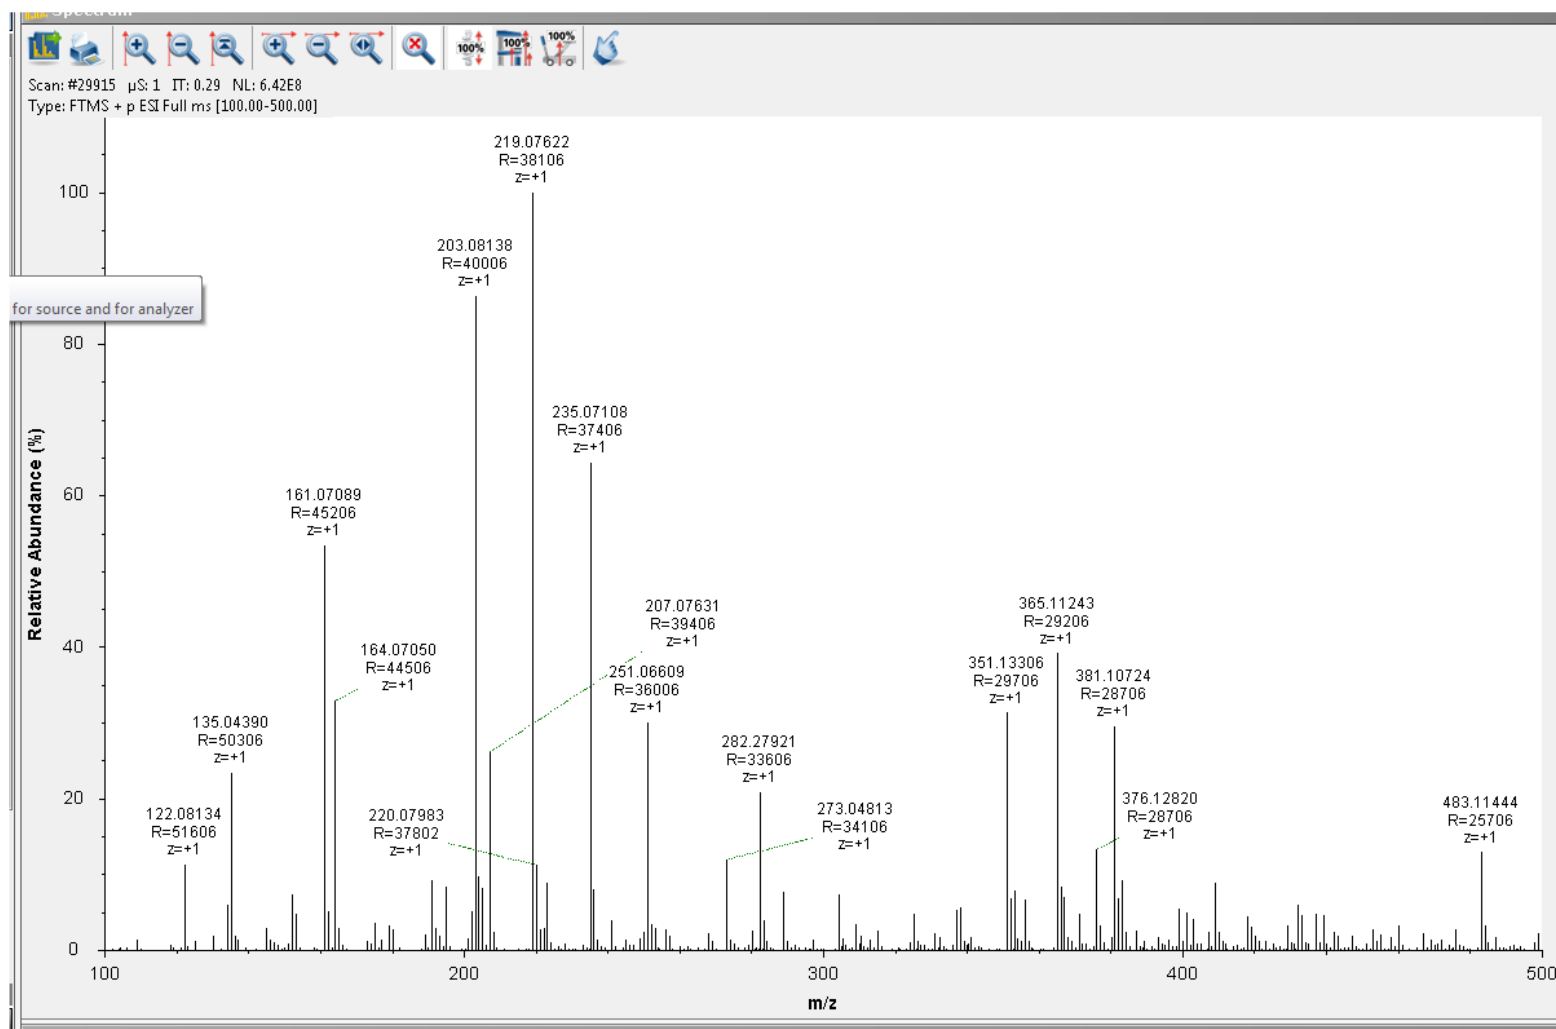 Spectrum
100%
100%
100%
Scan: #29915 µS: 1 IT: 0.29 NL: 6.42E8
Type: FTMS + p ESI Full ms [100.00-500.00]
219.07622
R=38106
z=+1
203.08138
R=40006
z=+1
for source and for analyzer
235.07108
R=37406
z=+1
161.07089
R=45206
z=+1
207.07631
R=39406
z=+1
365.11243
R=29206
z=+1
164.07050
R=44506
z=+1
251.06609
R=36006
z=+1
351.13306
R=29706
z=+1
381.10724
R=28706
z=+1
135.04390
R=50306
z=+1
282.27921
R=33606
z=+1
122.08134
R=51606
z=+1
220.07983
R=37802
z=+1
273.04813
R=34106
z=+1
376.12820
R=28706
z=+1
483.11444
R=25706
z=+1
Relative Abundance (%)
100
80
60
40
20
0
100
200
300
400
500
m/z